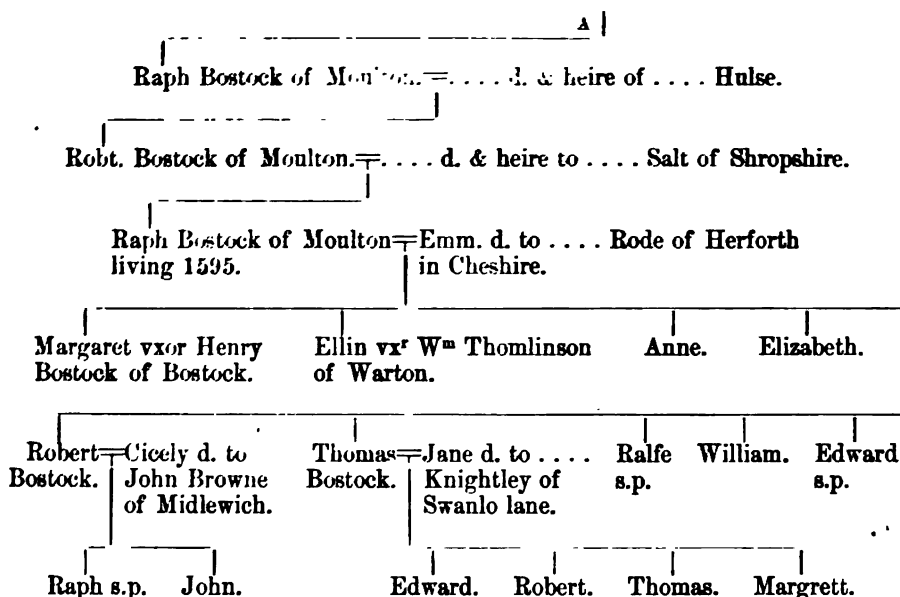 A
Raph Bostock of Moulton. = . . . . d. & heire of . . . . Hulse.
Robt. Bostock of Moulton. = . . . . d. & heire to . . . . Salt of Shropshire.
Raph Bostock of Moulton = Emm. d. to . . . . Rode of Herforth
living 1595. in Cheshire.
Margaret vxor Henry Ellin vxʳ Wᵐ Thomlinson Anne. Elizabeth.
Bostock of Bostock. of Warton.
Robert = Cicely d. to Thomas = Jane d. to . . . . Ralfe William. Edward
Bostock. John Browne Bostock. Knightley of s.p. s.p.
of Midlewich. Swanlo lane.
Raph s.p. John. Edward. Robert. Thomas. Margrett.